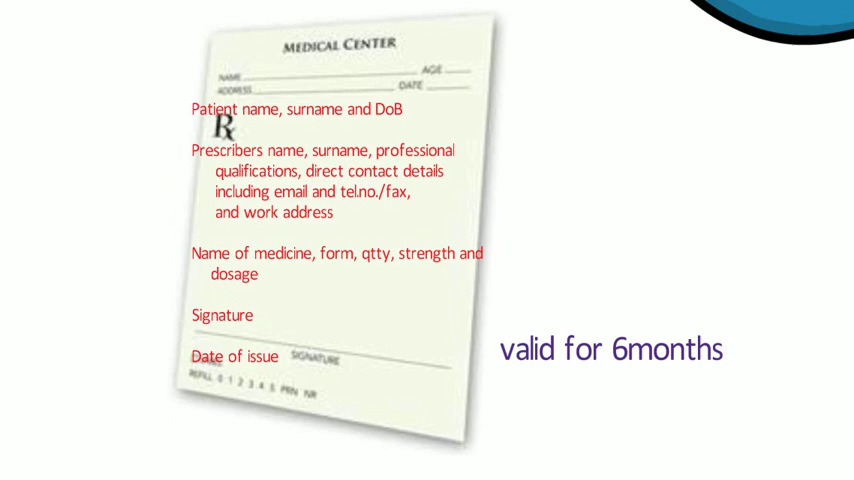 MEDICAL CENTER
NAME AGE
ADDRESS DATE
Patient name, surname and DoB
Rx
Prescribers name, surname, professional
qualifications, direct contact details
including email and tel.no./fax,
and work address
Name of medicine, form, qtty, strength and
dosage
Signature
Date of issue SIGNATURE
valid for 6months
REFILL 0 1 2 3 4 5 PRN NR